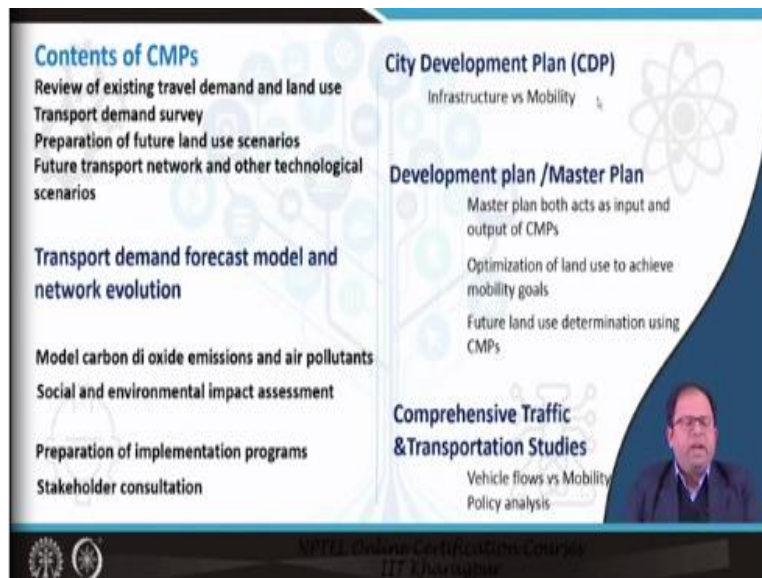 Contents of CMPs
Review of existing travel demand and land use
Transport demand survey
Preparation of future land use scenarios
Future transport network and other technological
scenarios
Transport demand forecast model and
network evolution
Model carbon di oxide emissions and air pollutants
Social and environmental impact assessment
Preparation of implementation programs
Stakeholder consultation
City Development Plan (CDP)
Infrastructure vs Mobility
Development plan /Master Plan
Master plan both acts as input and
output of CMPs
Optimization of land use to achieve
mobility goals
Future land use determination using
CMPs
Comprehensive Traffic
&Transportation Studies
Vehicle flows vs Mobility
Policy analysis
NPTEL Online Certification Courses
IIT Kharagpur